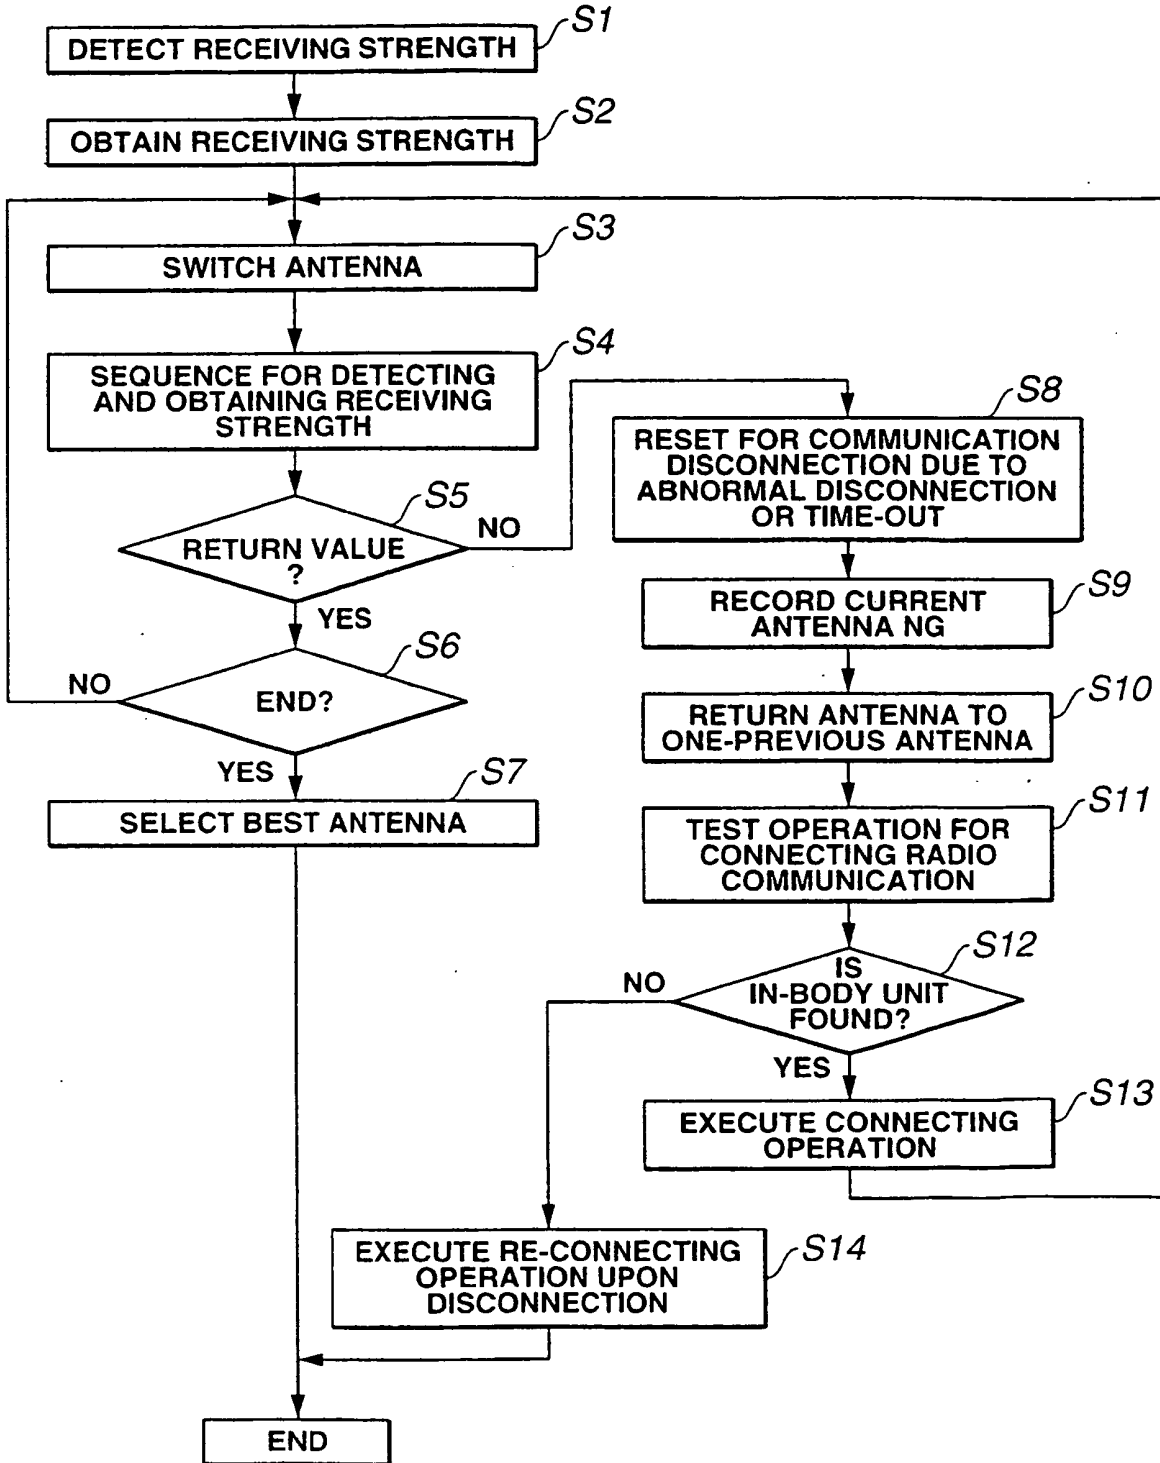 S1
DETECT RECEIVING STRENGTH
S2
OBTAIN RECEIVING STRENGTH
S3
SWITCH ANTENNA
S4
SEQUENCE FOR DETECTING
AND OBTAINING RECEIVING
STRENGTH
S5
RETURN VALUE
?
NO
YES
S6
END?
NO
YES
S7
SELECT BEST ANTENNA
S8
RESET FOR COMMUNICATION
DISCONNECTION DUE TO
ABNORMAL DISCONNECTION
OR TIME-OUT
S9
RECORD CURRENT
ANTENNA NG
S10
RETURN ANTENNA TO
ONE-PREVIOUS ANTENNA
S11
TEST OPERATION FOR
CONNECTING RADIO
COMMUNICATION
S12
IS
IN-BODY UNIT
FOUND?
NO
YES
S13
EXECUTE CONNECTING
OPERATION
S14
EXECUTE RE-CONNECTING
OPERATION UPON
DISCONNECTION
END